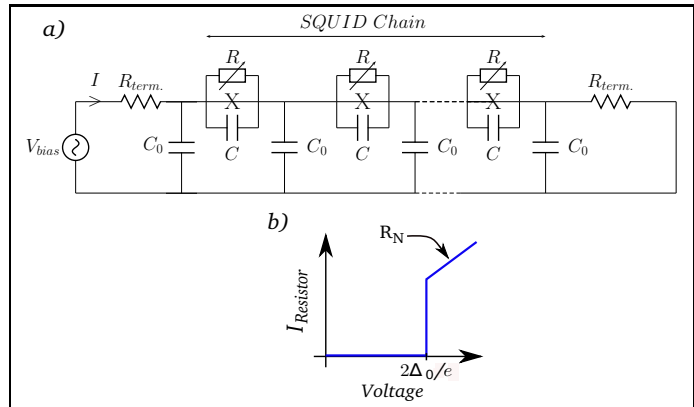 a)
SQUID Chain
R R R
I R_term. X X X R_term.
V_bias C_0 C C_0 C C_0 C C_0
b)
R_N
I_Resistor
2Δ_0/e
Voltage